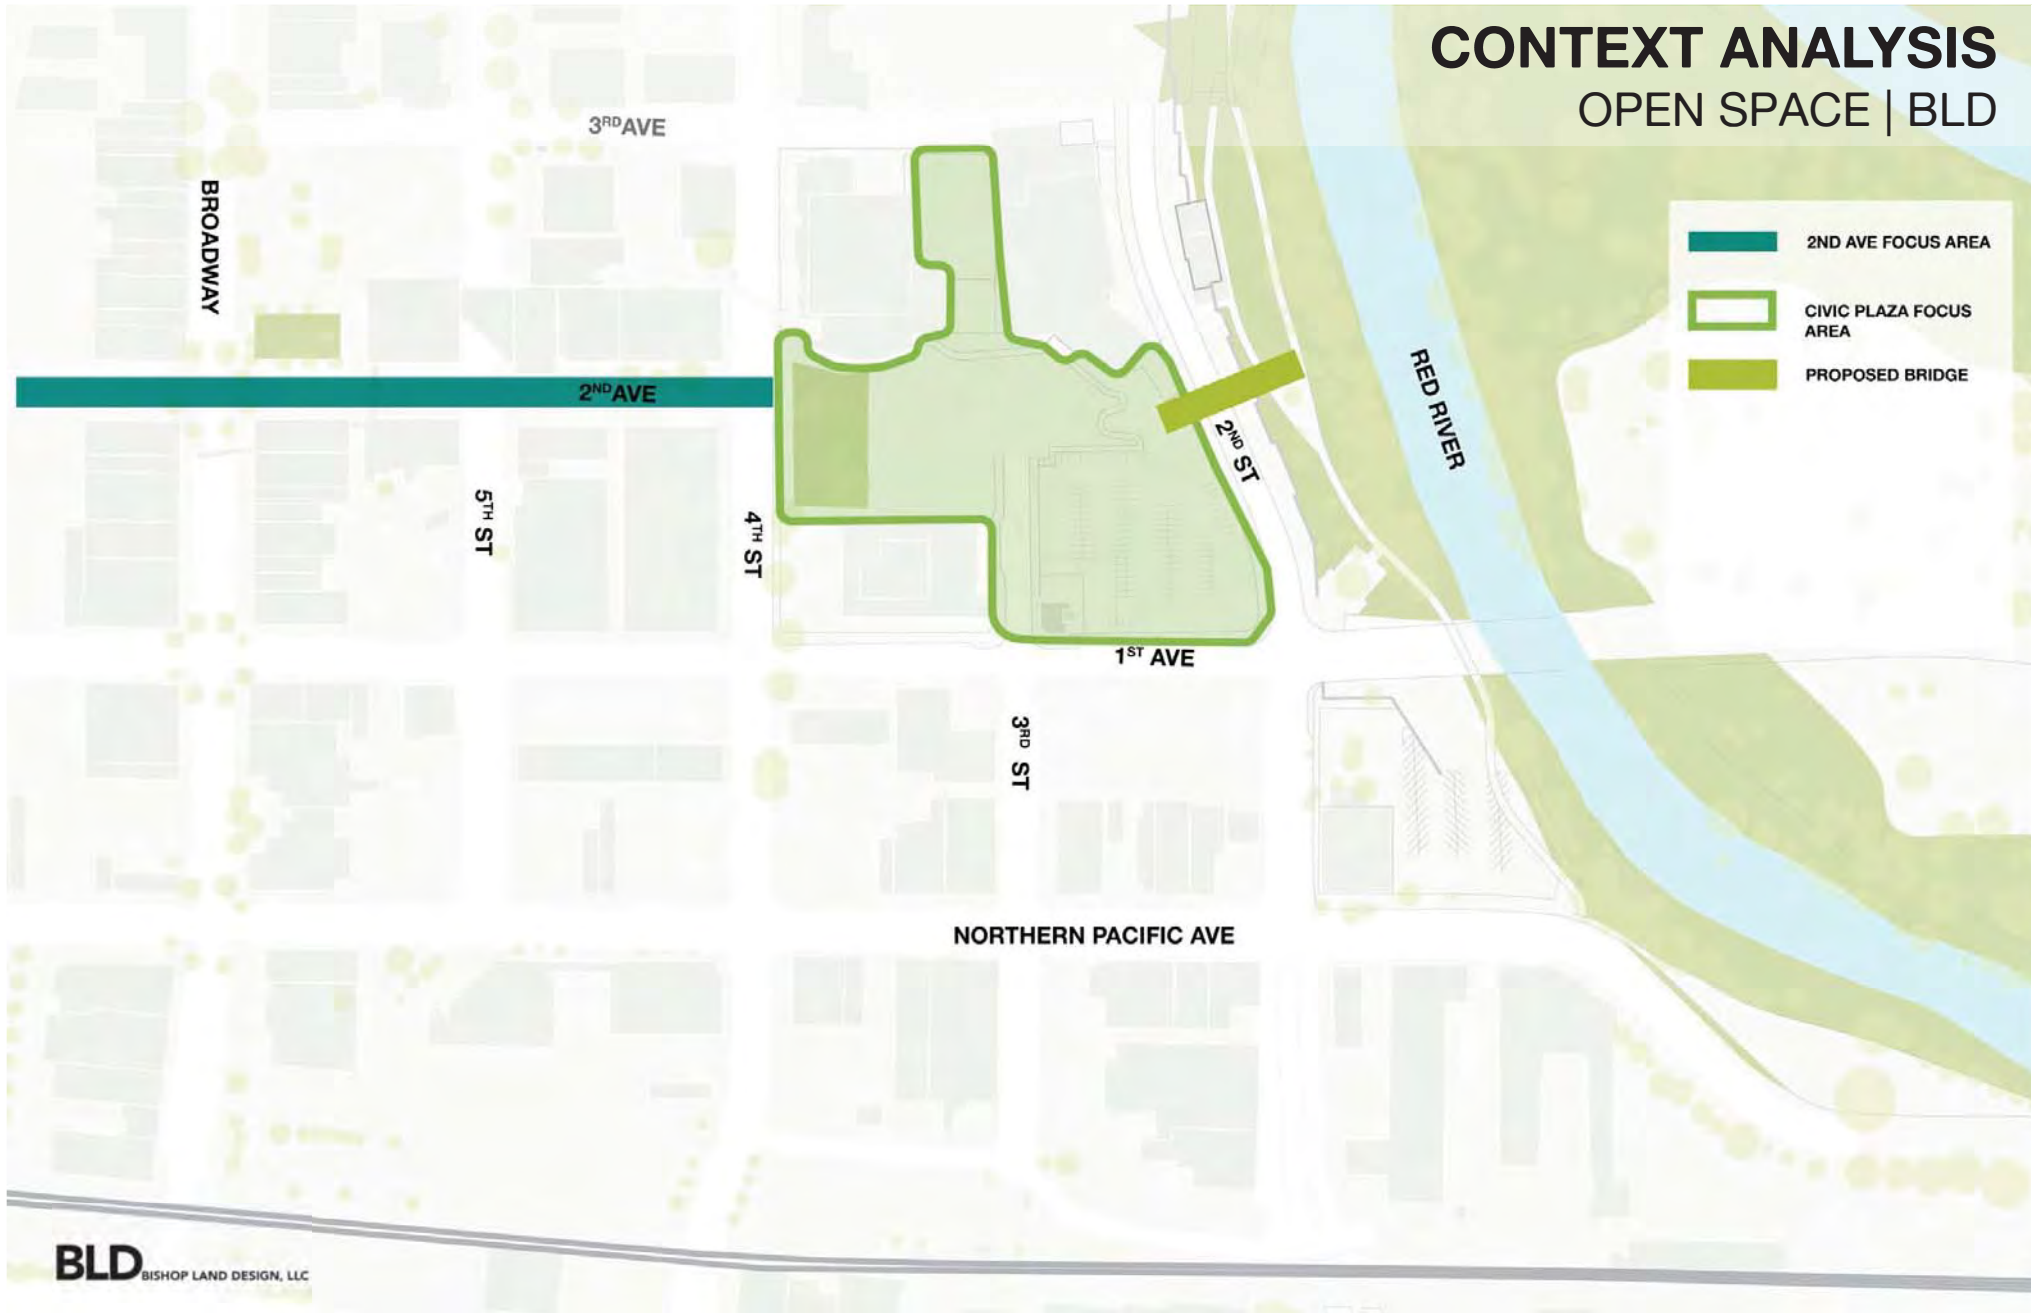 CONTEXT ANALYSIS
OPEN SPACE | BLD
3RD AVE
BROADWAY
2ND AVE FOCUS AREA
CIVIC PLAZA FOCUS
AREA
PROPOSED BRIDGE
2ND AVE
RED RIVER
2ND ST
5TH ST
4TH ST
1ST AVE
3RD ST
NORTHERN PACIFIC AVE
BLD BISHOP LAND DESIGN, LLC